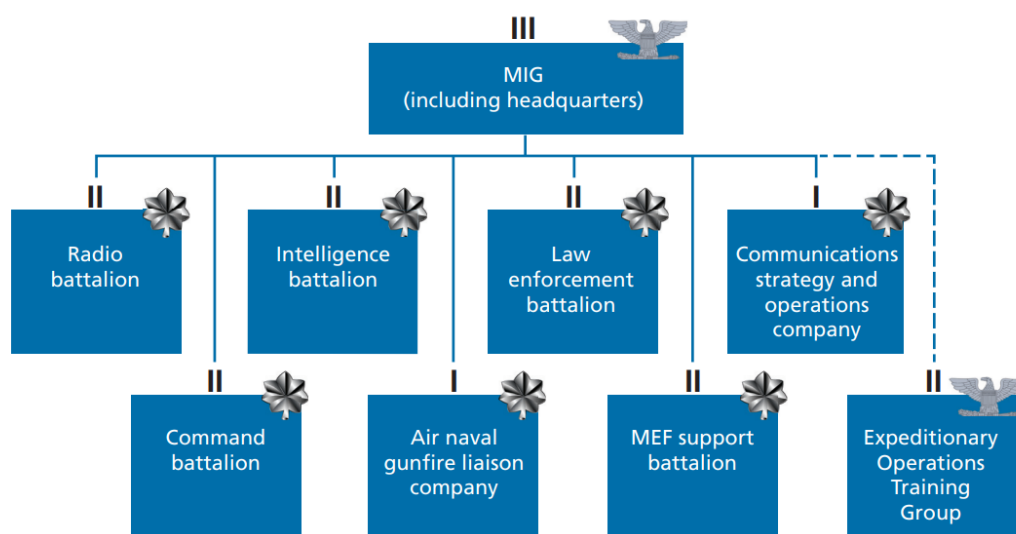 III
MIG
(including headquarters)
II
Radio
battalion
II
Intelligence
battalion
II
Law
enforcement
battalion
I
Communications
strategy and
operations
company
II
Command
battalion
I
Air naval
gunfire liaison
company
II
MEF support
battalion
II
Expeditionary
Operations
Training
Group